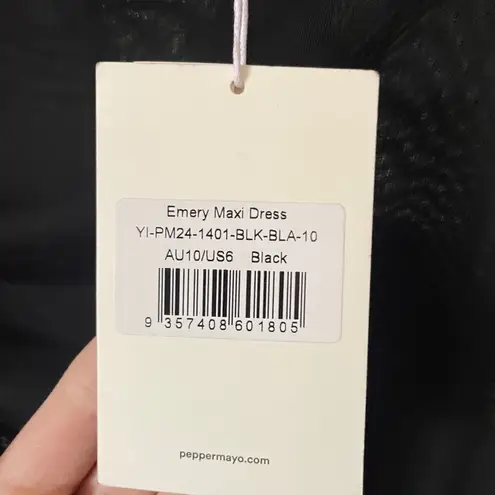 Emery Maxi Dress
YI-PM24-1401-BLK-BLA-10
AU10/US6 Black
9 357408 601805
peppermayo.com